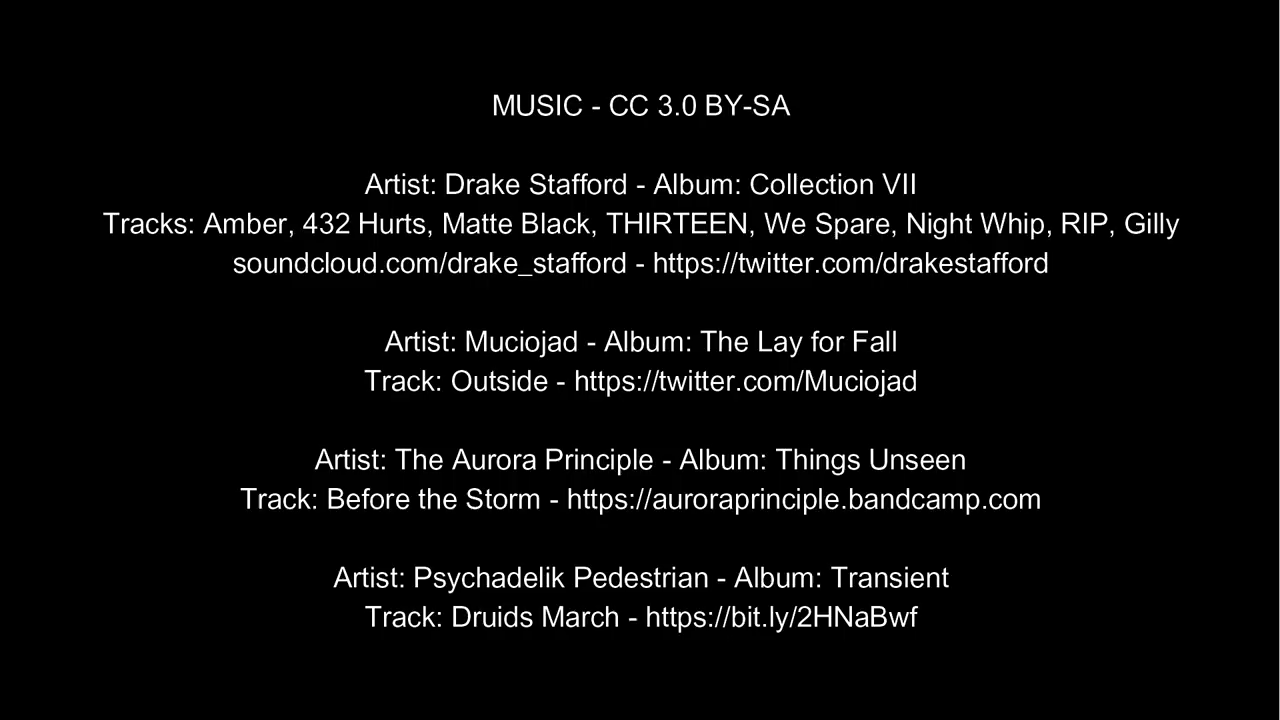 MUSIC - CC 3.0 BY-SA
Artist: Drake Stafford - Album: Collection VII
Tracks: Amber, 432 Hurts, Matte Black, THIRTEEN, We Spare, Night Whip, RIP, Gilly
soundcloud.com/drake_stafford - https://twitter.com/drakestafford
Artist: Muciojad - Album: The Lay for Fall
Track: Outside - https://twitter.com/Muciojad
Artist: The Aurora Principle - Album: Things Unseen
Track: Before the Storm - https://auroraprinciple.bandcamp.com
Artist: Psychadelik Pedestrian - Album: Transient
Track: Druids March - https://bit.ly/2HNaBwf